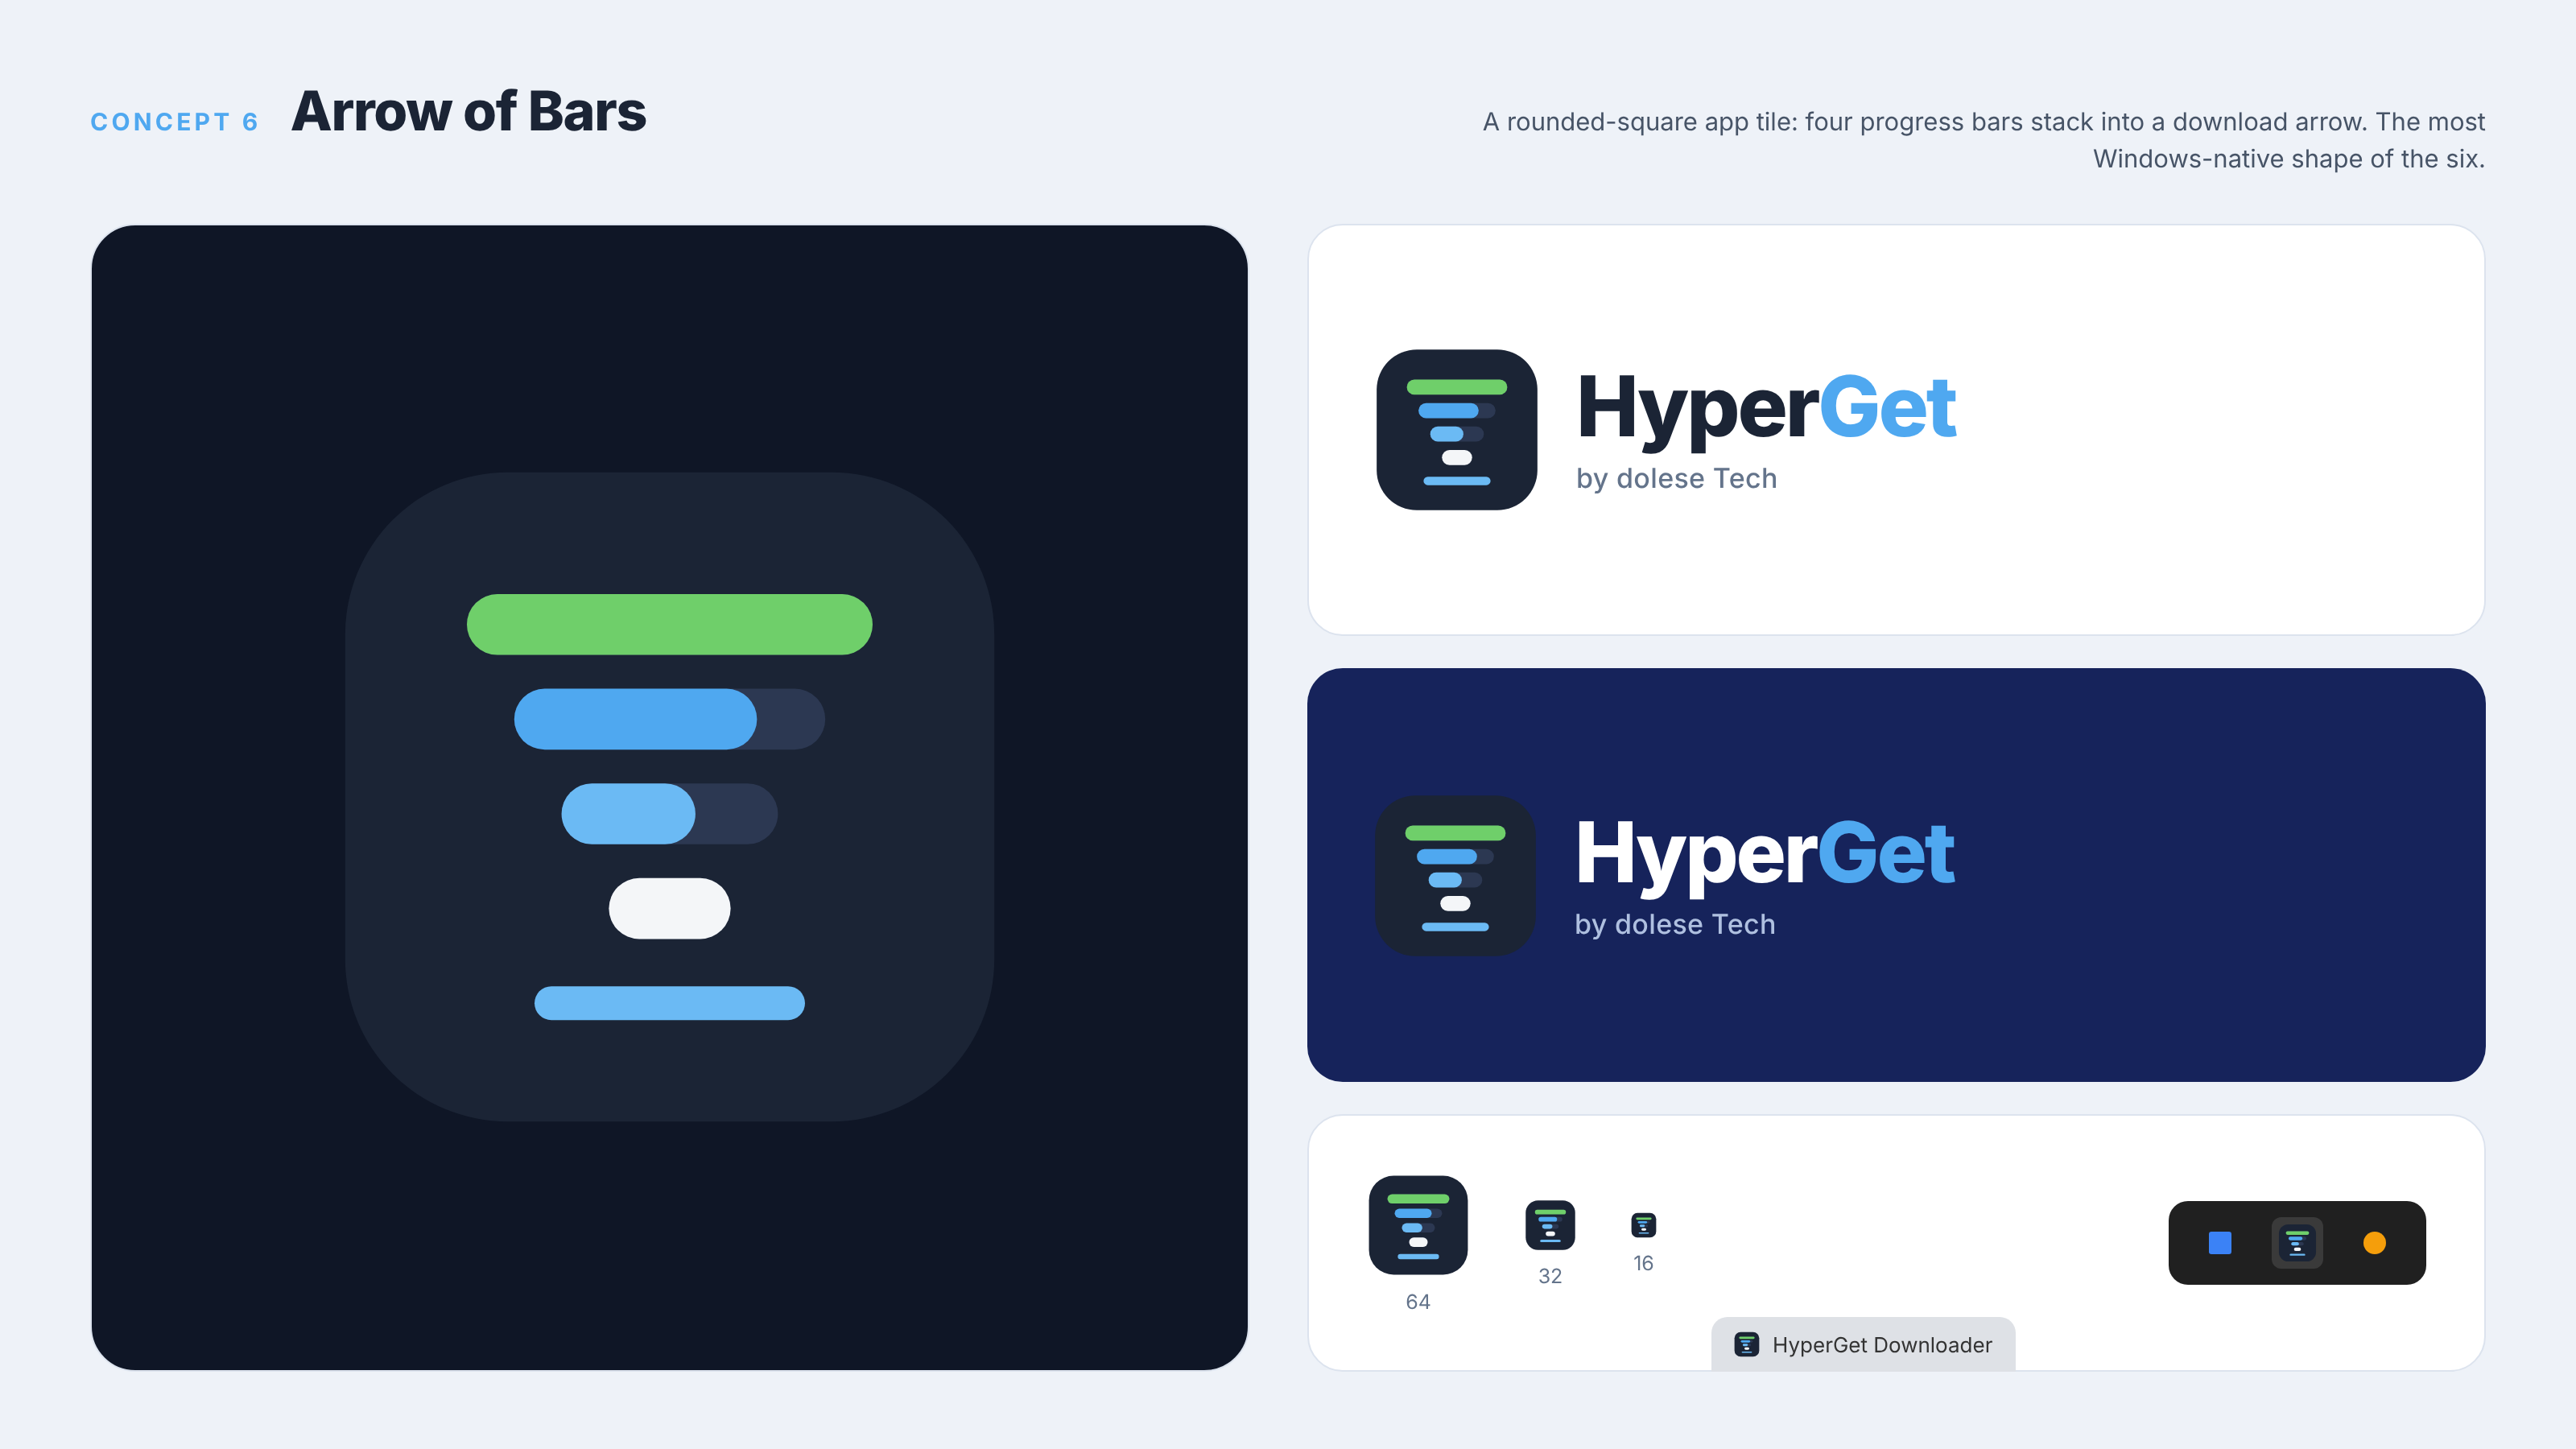 CONCEPT 6 Arrow of Bars
A rounded-square app tile: four progress bars stack into a download arrow. The most
Windows-native shape of the six.
HyperGet
by dolese Tech
HyperGet
by dolese Tech
64
32
16
HyperGet Downloader